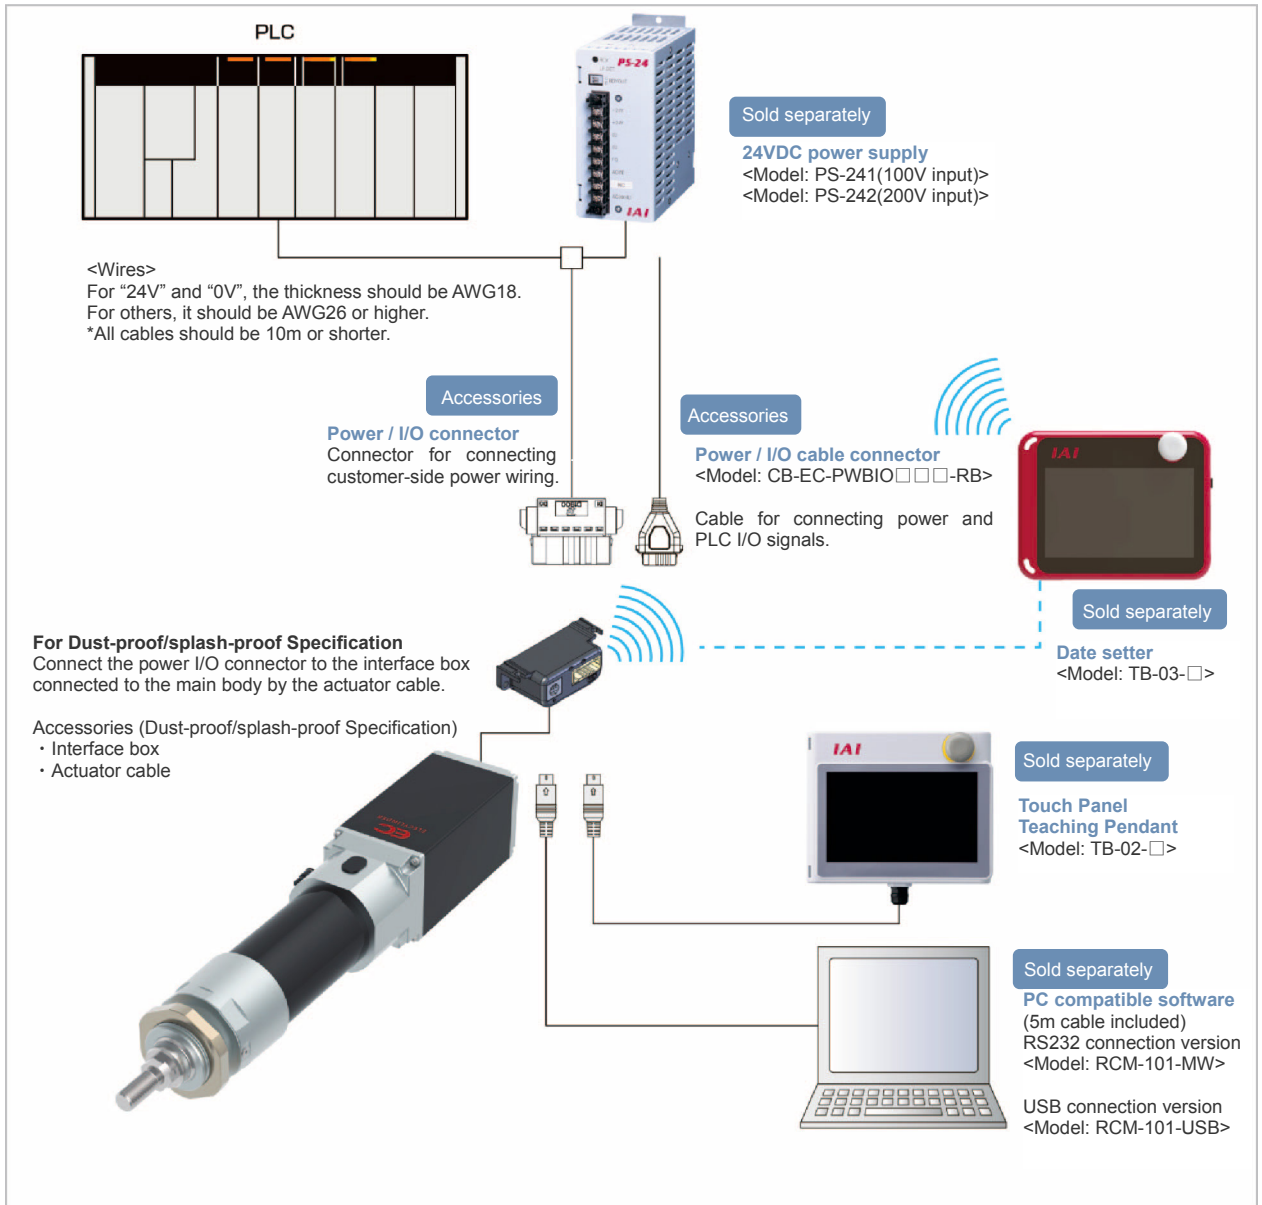 PLC
PS-24
IAI
Sold separately
24VDC power supply
<Model: PS-241(100V input)>
<Model: PS-242(200V input)>
<Wires>
For “24V” and “0V”, the thickness should be AWG18.
For others, it should be AWG26 or higher.
*All cables should be 10m or shorter.
Accessories
Power / I/O connector
Connector for connecting
customer-side power wiring.
Accessories
Power / I/O cable connector
<Model: CB-EC-PWBIO□□□-RB>
Cable for connecting power and
PLC I/O signals.
IAI
Sold separately
Date setter
<Model: TB-03-□>
For Dust-proof/splash-proof Specification
Connect the power I/O connector to the interface box
connected to the main body by the actuator cable.
Accessories (Dust-proof/splash-proof Specification)
・Interface box
・Actuator cable
EC
IAI
Sold separately
Touch Panel
Teaching Pendant
<Model: TB-02-□>
Sold separately
PC compatible software
(5m cable included)
RS232 connection version
<Model: RCM-101-MW>
USB connection version
<Model: RCM-101-USB>